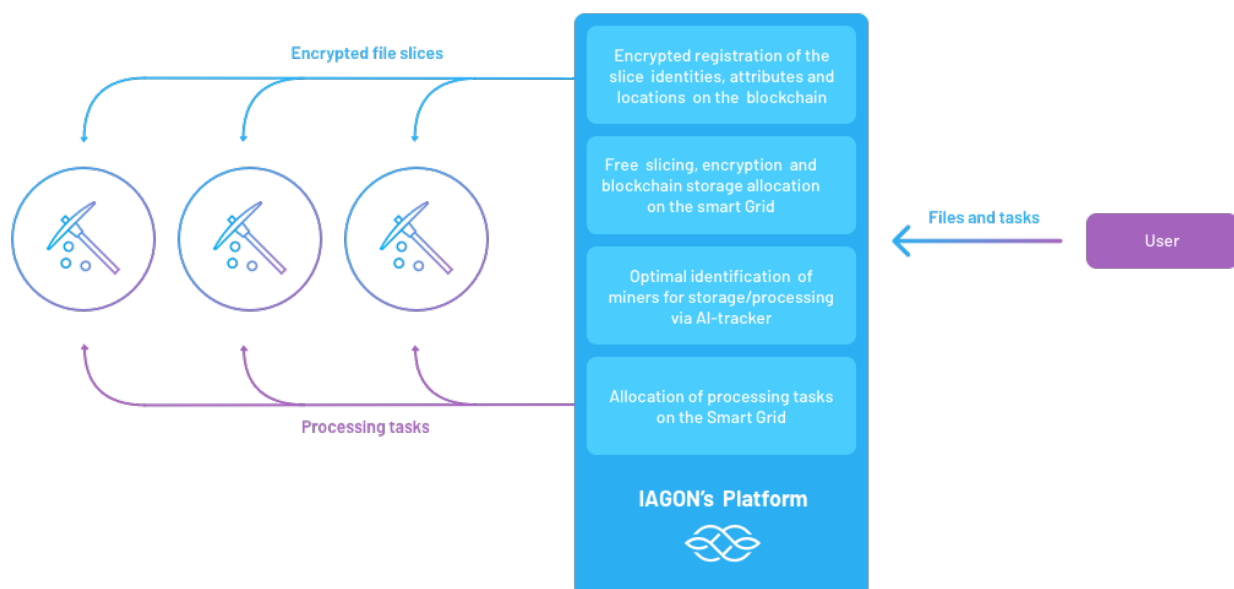 Encrypted file slices
Encrypted registration of the
slice identities, attributes and
locations on the blockchain
Free slicing, encryption and
blockchain storage allocation
on the smart Grid
Files and tasks
User
Optimal identification of
miners for storage/processing
via AI-tracker
Allocation of processing tasks
on the Smart Grid
Processing tasks
IAGON's Platform